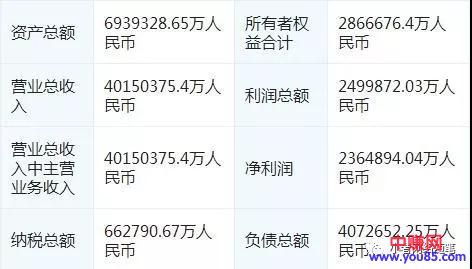 资产总额
6939328.65万人
民币
所有者权
益合计
2866676.4万人
民币
营业总收
入
40150375.4万人
民币
利润总额
2499872.03万人
民币
营业总收
入中主营
业务收入
40150375.4万人
民币
净利润
2364894.04万人
民币
纳税总额
662790.67万人
民币
负债总额
4072652.25万人
民币
中赚网
www.you85.com